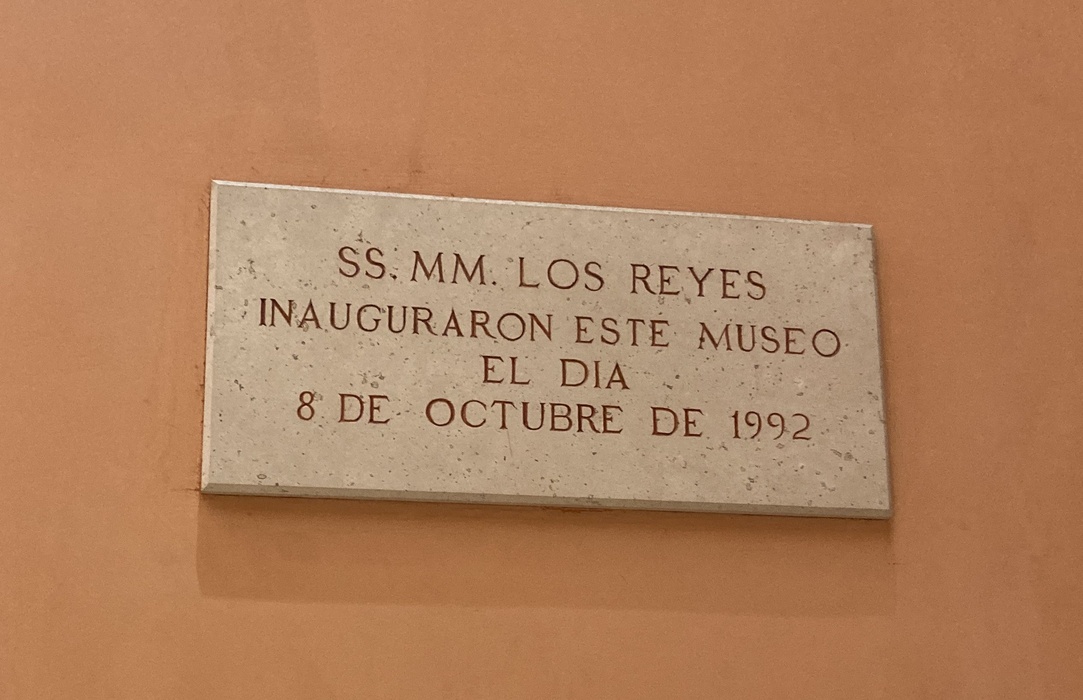 SS. MM. LOS REYES
INAUGURARON ESTE MUSEO
EL DIA
8 DE OCTUBRE DE 1992